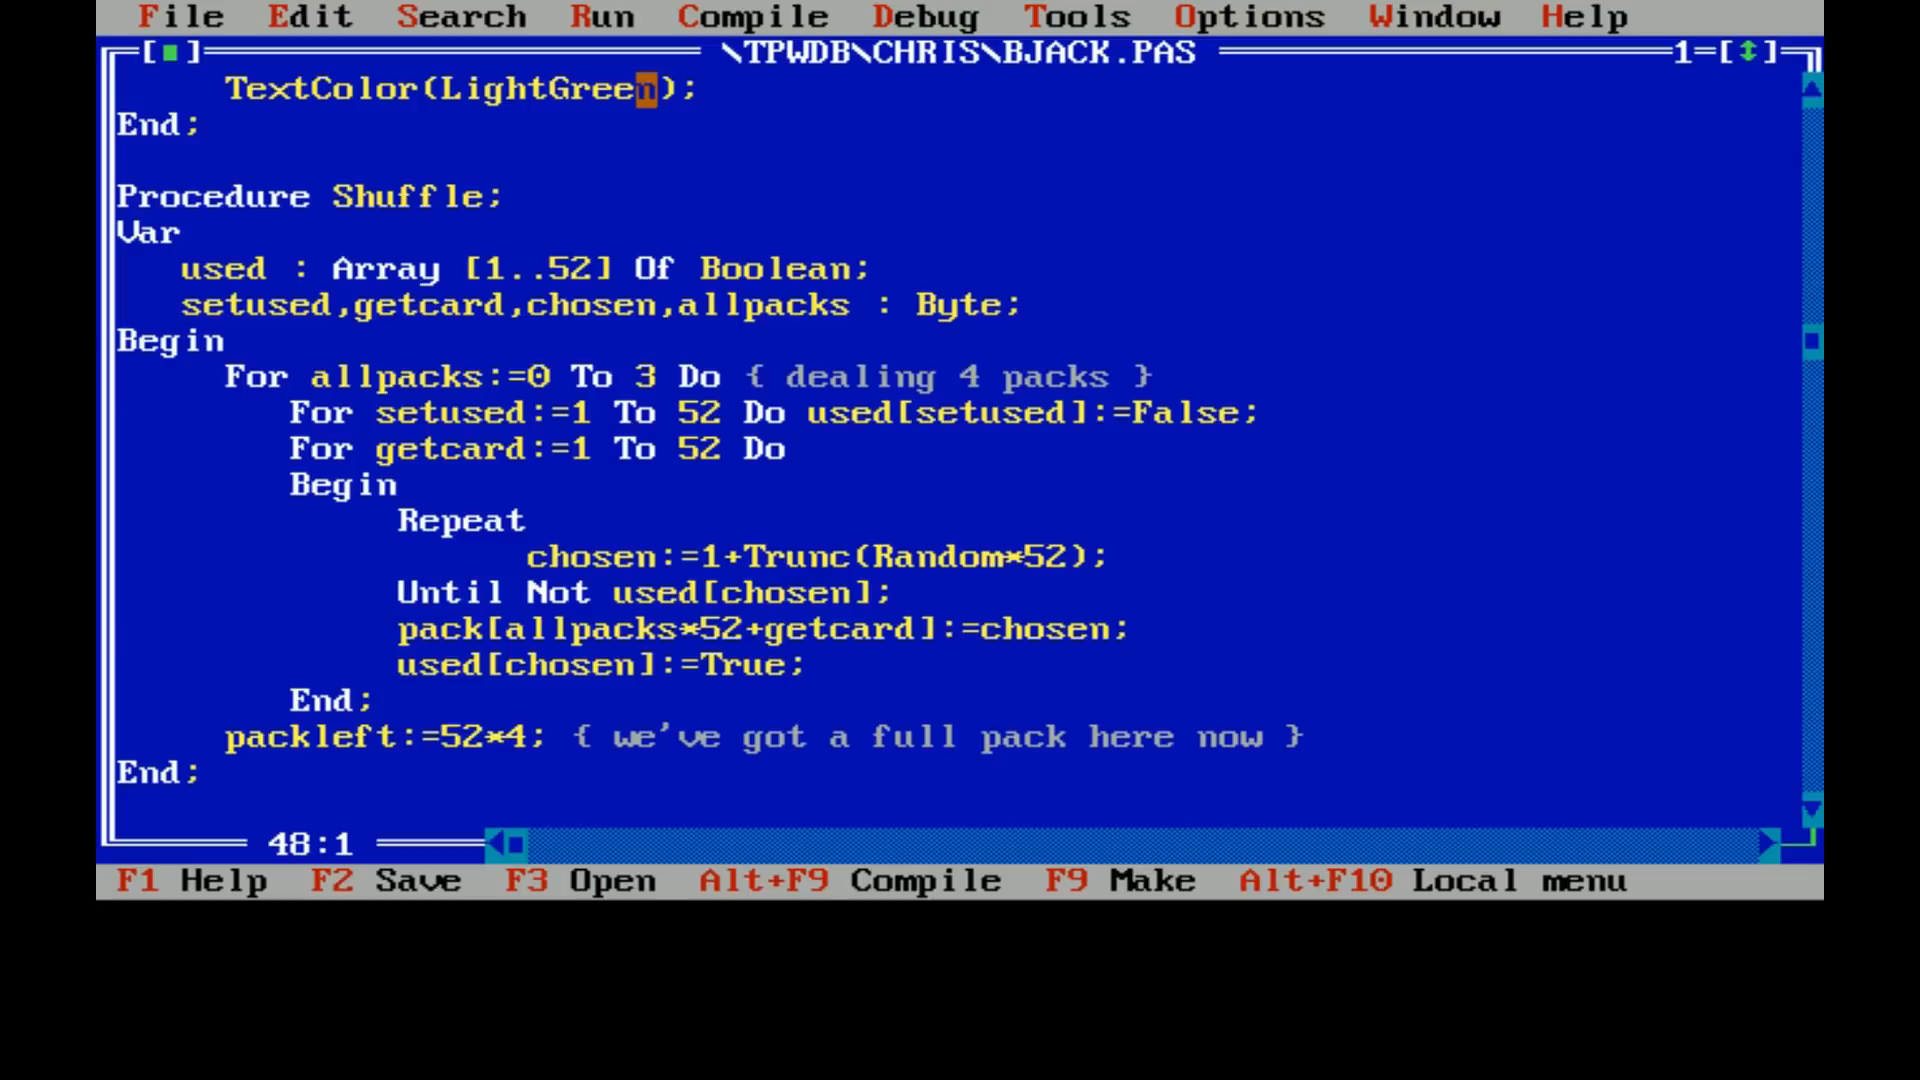 File Edit Search Run Compile Debug Tools Options Window Help
[■] \TPWDB\CHRIS\BJACK.PAS 1=[↕]
TextColor(LightGreen);
End;
Procedure Shuffle;
Var
used : Array [1..52] Of Boolean;
setused,getcard,chosen,allpacks : Byte;
Begin
For allpacks:=0 To 3 Do { dealing 4 packs }
For setused:=1 To 52 Do used[setused]:=False;
For getcard:=1 To 52 Do
Begin
Repeat
chosen:=1+Trunc(Random*52);
Until Not used[chosen];
pack[allpacks*52+getcard]:=chosen;
used[chosen]:=True;
End;
packleft:=52*4; { we've got a full pack here now }
End;
48:1
F1 Help F2 Save F3 Open Alt+F9 Compile F9 Make Alt+F10 Local menu